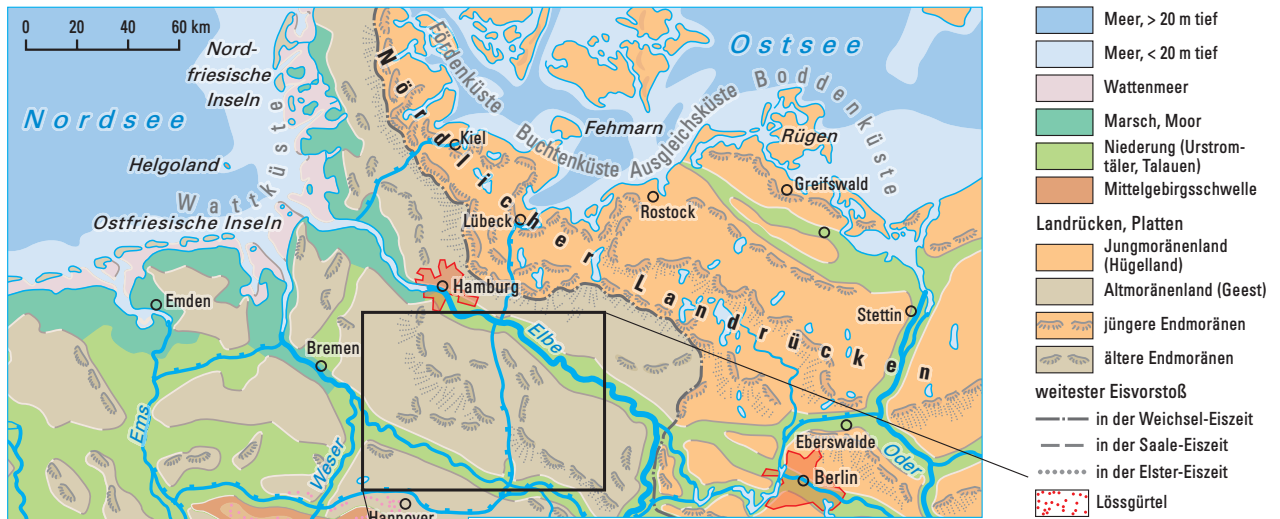 0 20 40 60 km
Nord-
friesische
Inseln
Nordsee
Helgoland
Wattküste
Ostfriesische Inseln
Fördenküste
Ostsee
Buchtenküste
Fehmarn
Ausgleichsküste
Boddenküste
Rügen
Nördlicher Landrücken
Kiel
Lübeck
Rostock
Greifswald
Hamburg
Emden
Bremen
Elbe
Stettin
Ems
Weser
Eberswalde
Oder
Berlin
Hannover
Meer, > 20 m tief
Meer, < 20 m tief
Wattenmeer
Marsch, Moor
Niederung (Urstrom-
täler, Talauen)
Mittelgebirgsschwelle
Landrücken, Platten
Jungmoränenland
(Hügelland)
Altmoränenland (Geest)
jüngere Endmoränen
ältere Endmoränen
weitester Eisvorstoß
in der Weichsel-Eiszeit
in der Saale-Eiszeit
in der Elster-Eiszeit
Lössgürtel